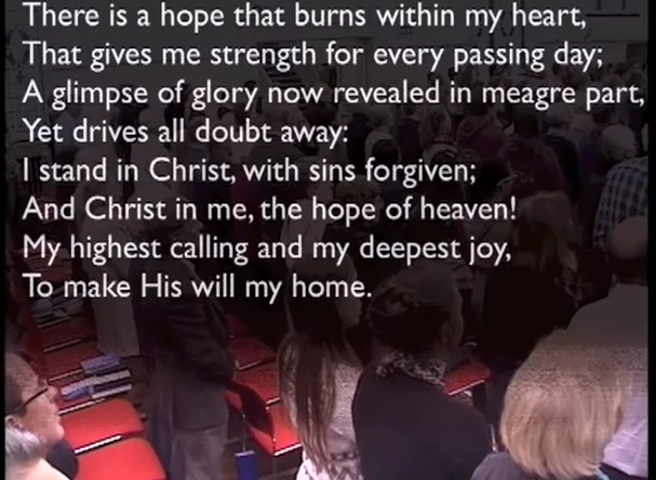 There is a hope that burns within my heart,
That gives me strength for every passing day;
A glimpse of glory now revealed in meagre part,
Yet drives all doubt away:
I stand in Christ, with sins forgiven;
And Christ in me, the hope of heaven!
My highest calling and my deepest joy,
To make His will my home.